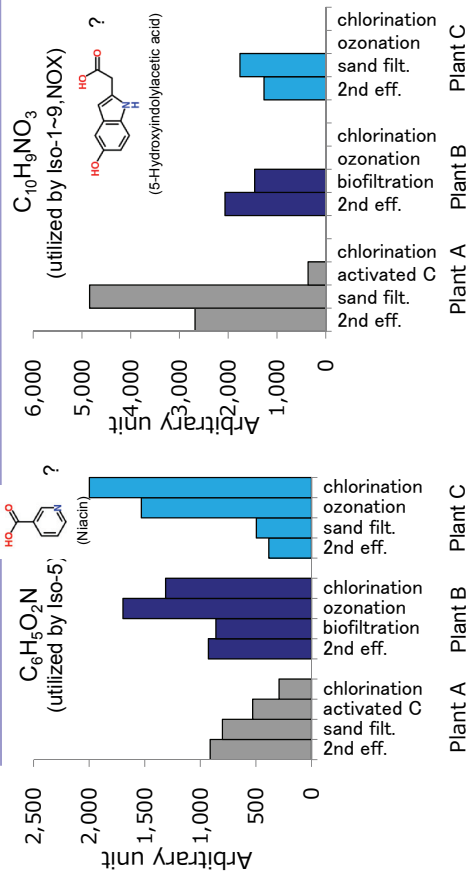 C6H5O2N
(utilized by Iso-5)
HO
O
N
?
(Niacin)
Arbitrary unit
2,500
2,000
1,500
1,000
500
0
2nd eff.
sand filt.
activated C
chlorination
2nd eff.
biofiltration
ozonation
chlorination
2nd eff.
sand filt.
ozonation
chlorination
Plant A
Plant B
Plant C
C10H9NO3
(utilized by Iso-1~9,NOX)
HO
O
HO
NH
?
(5-Hydroxyindolylacetic acid)
Arbitrary unit
6,000
5,000
4,000
3,000
2,000
1,000
0
2nd eff.
sand filt.
activated C
chlorination
2nd eff.
biofiltration
ozonation
chlorination
2nd eff.
sand filt.
ozonation
chlorination
Plant A
Plant B
Plant C